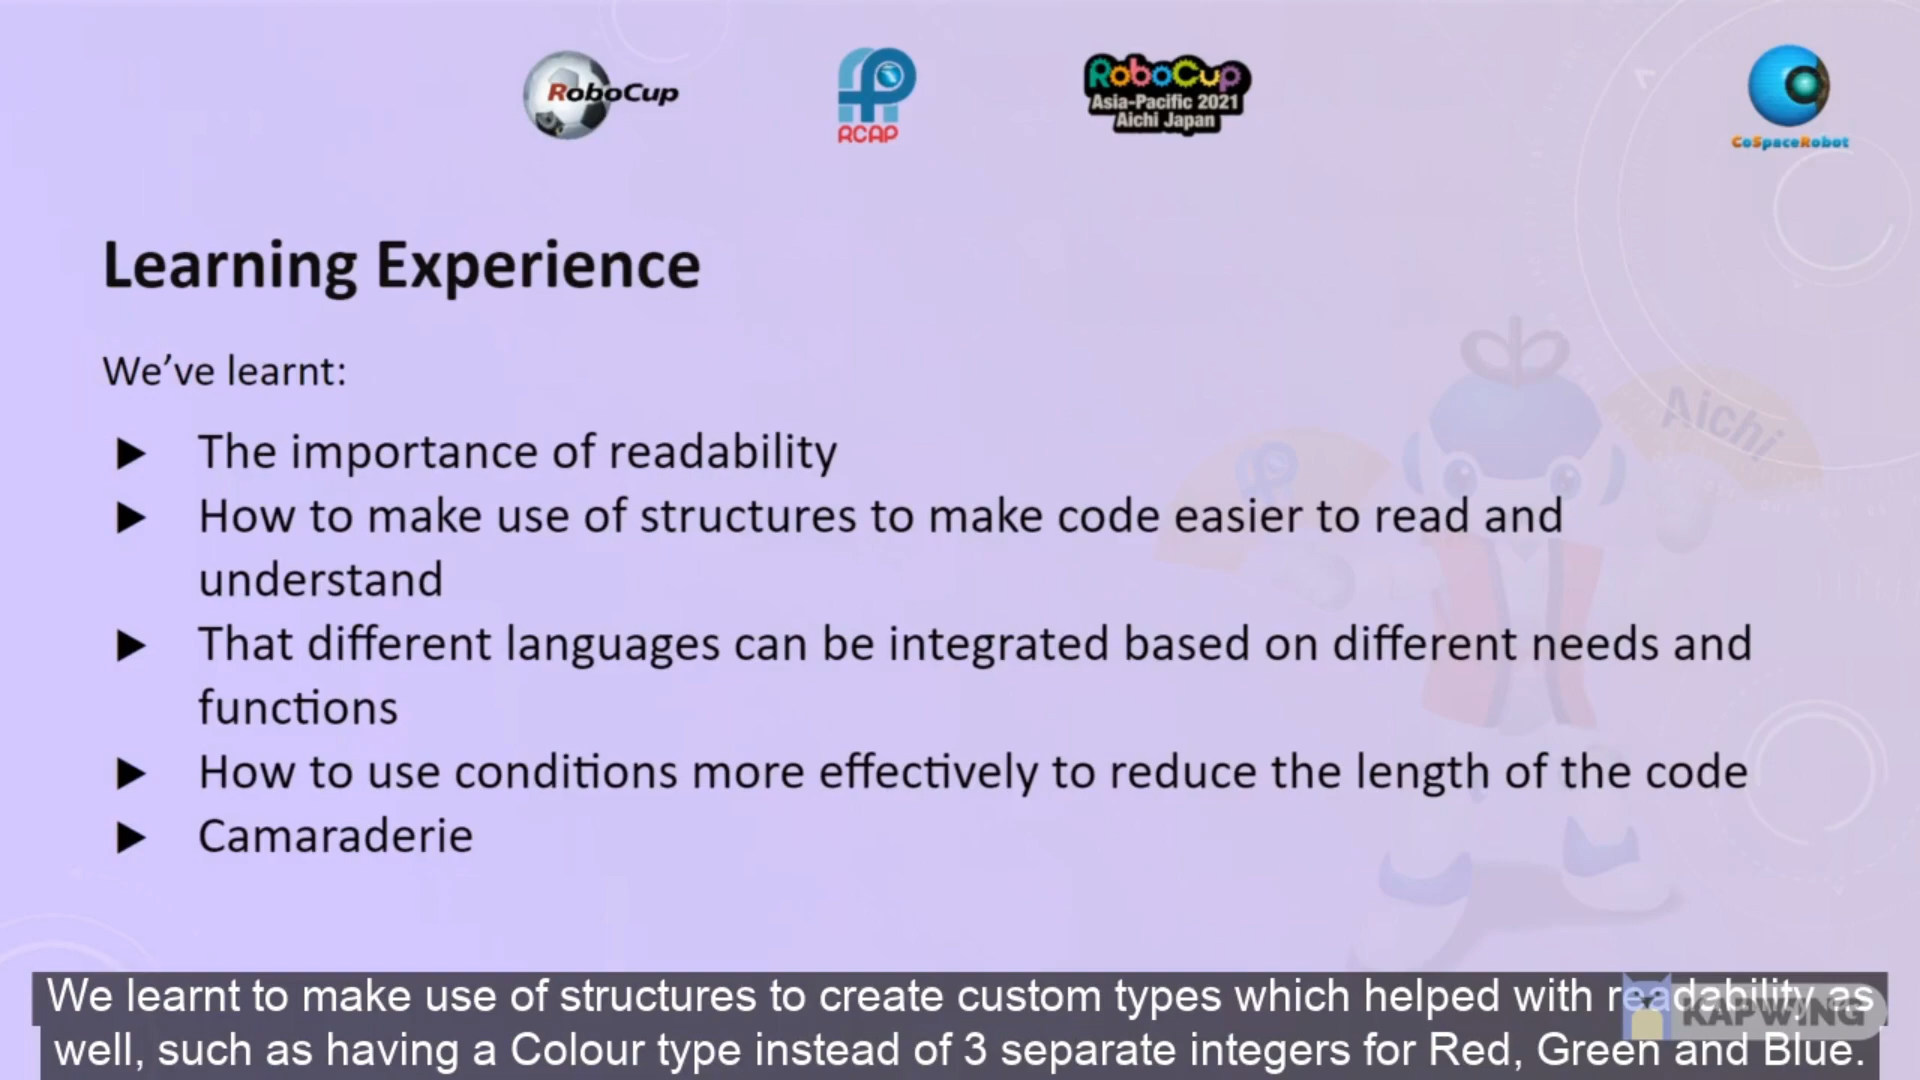 RoboCup
RCAP
RoboCup
Asia-Pacific 2021
Aichi Japan
CoSpaceRobot
Learning Experience
We've learnt:
The importance of readability
How to make use of structures to make code easier to read and
understand
That different languages can be integrated based on different needs and
functions
How to use conditions more effectively to reduce the length of the code
Camaraderie
Aichi
We learnt to make use of structures to create custom types which helped with readability as
well, such as having a Colour type instead of 3 separate integers for Red, Green and Blue.
KAPWING